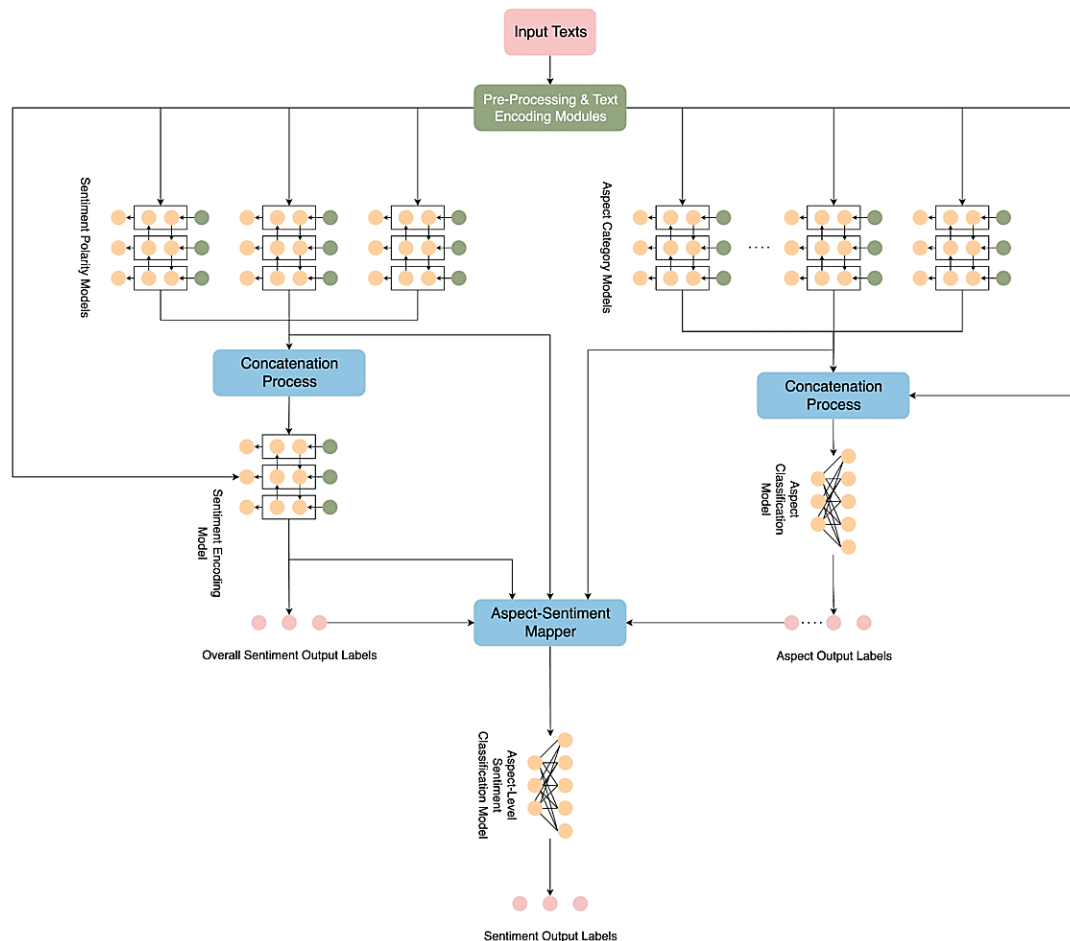 Input Texts
Pre-Processing & Text
Encoding Modules
Sentiment Polarity Models
Aspect Category Models
Concatenation
Process
Concatenation
Process
Sentiment Encoding
Model
Aspect
Classification
Model
Aspect-Sentiment
Mapper
Overall Sentiment Output Labels
Aspect Output Labels
Aspect-Level
Sentiment
Classification Model
Sentiment Output Labels